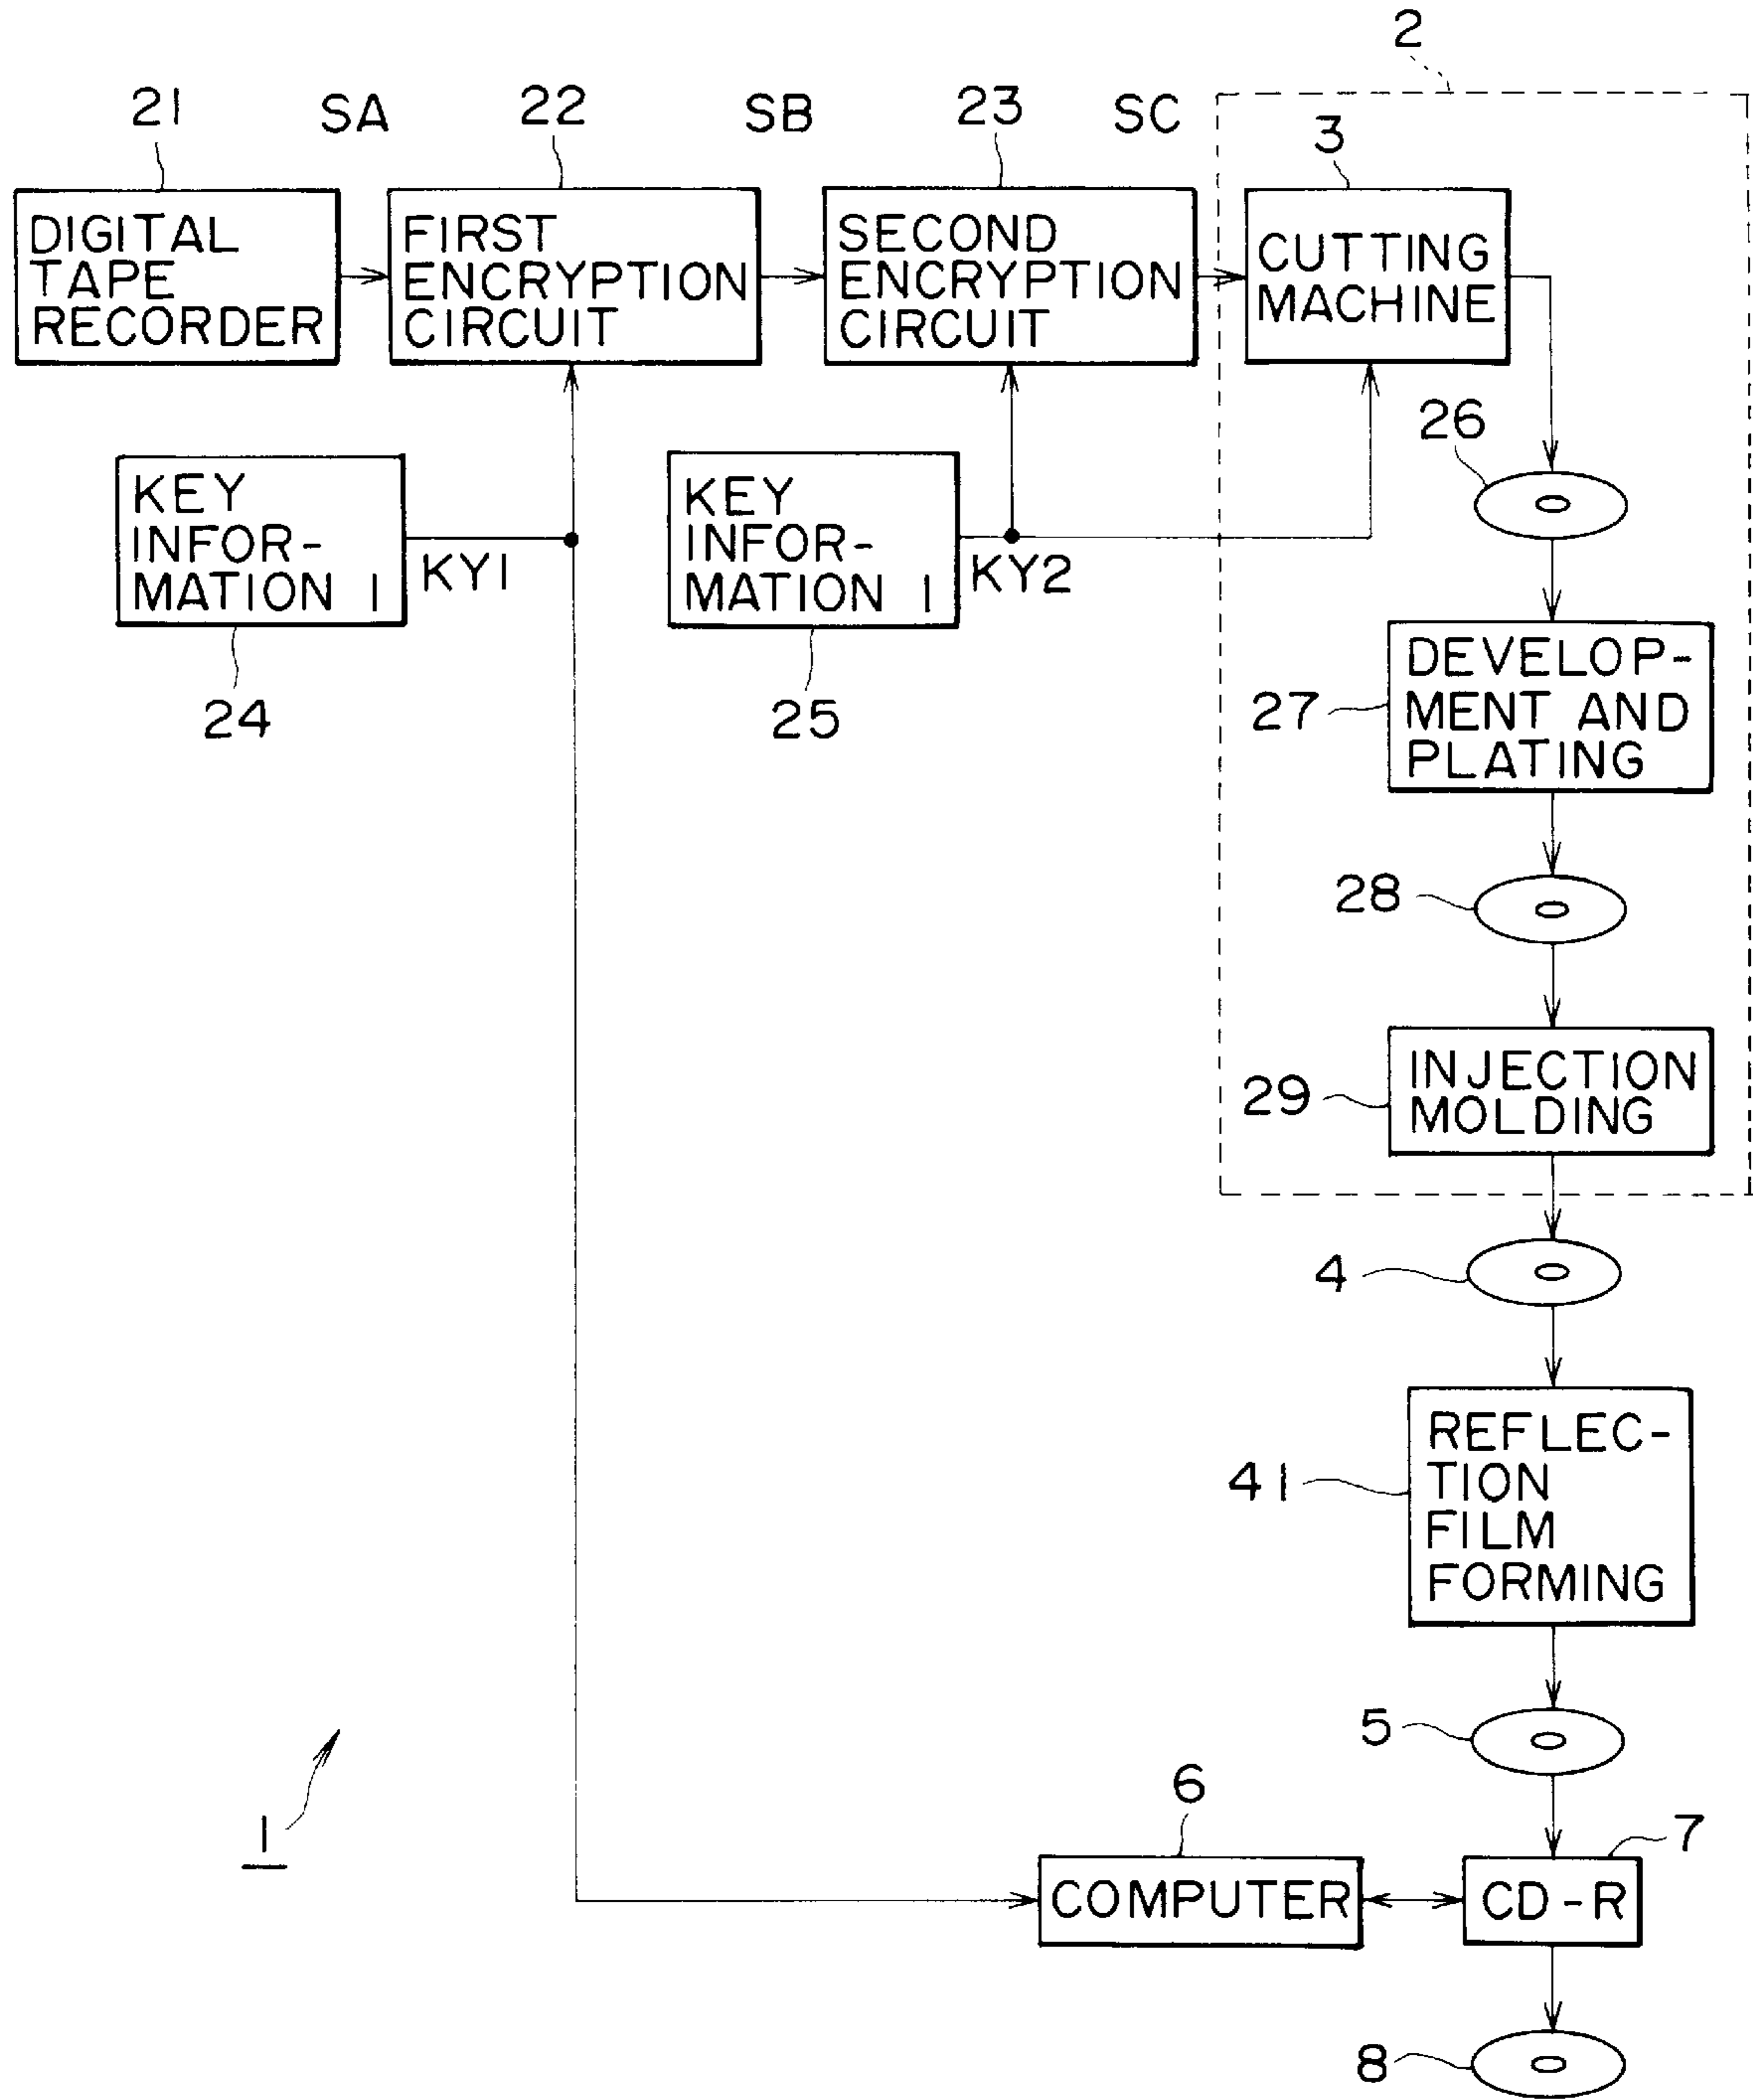 2
21 SA 22 SB 23 SC
3
DIGITAL
TAPE
RECORDER
FIRST
ENCRYPTION
CIRCUIT
SECOND
ENCRYPTION
CIRCUIT
CUTTING
MACHINE
26
KEY
INFOR-
MATION 1
KY1
24
KEY
INFOR-
MATION 1
KY2
25
27
DEVELOP-
MENT AND
PLATING
28
29
INJECTION
MOLDING
4
41
REFLEC-
TION
FILM
FORMING
5
1
6
COMPUTER
7
CD-R
8